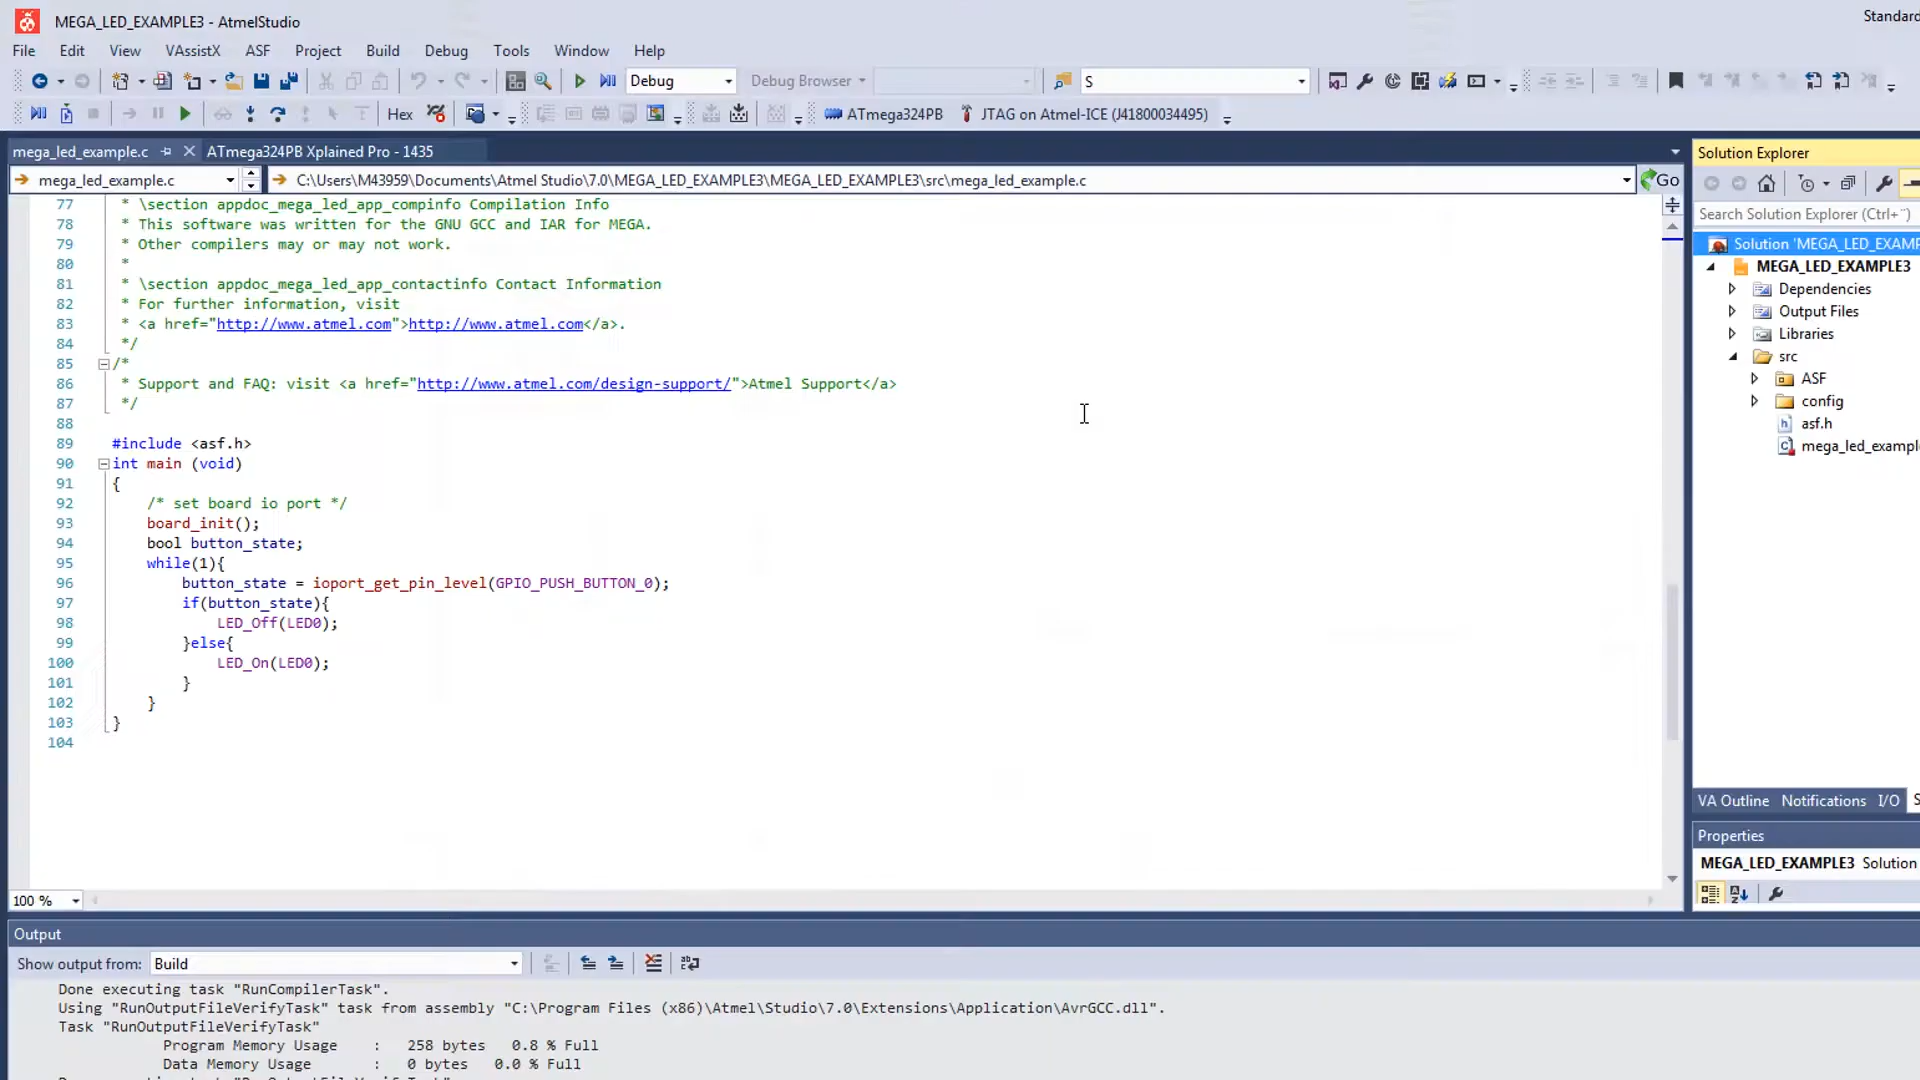 MEGA_LED_EXAMPLE3 - AtmelStudio
Standard
File Edit View VAssistX ASF Project Build Debug Tools Window Help
Debug Debug Browser S
Hex ATmega324PB JTAG on Atmel-ICE (J41800034495)
mega_led_example.c ATmega324PB Xplained Pro - 1435
mega_led_example.c C:\Users\M43959\Documents\Atmel Studio\7.0\MEGA_LED_EXAMPLE3\MEGA_LED_EXAMPLE3\src\mega_led_example.c Go
77 * \section appdoc_mega_led_app_compinfo Compilation Info
78 * This software was written for the GNU GCC and IAR for MEGA.
79 * Other compilers may or may not work.
80 *
81 * \section appdoc_mega_led_app_contactinfo Contact Information
82 * For further information, visit
83 * <a href="http://www.atmel.com">http://www.atmel.com</a>.
84 */
85 /*
86 * Support and FAQ: visit <a href="http://www.atmel.com/design-support/">Atmel Support</a>
87 */
88
89 #include <asf.h>
90 int main (void)
91 {
92 /* set board io port */
93 board_init();
94 bool button_state;
95 while(1){
96 button_state = ioport_get_pin_level(GPIO_PUSH_BUTTON_0);
97 if(button_state){
98 LED_Off(LED0);
99 }else{
100 LED_On(LED0);
101 }
102 }
103 }
104
100 %
Solution Explorer
Search Solution Explorer (Ctrl+¨)
Solution 'MEGA_LED_EXAMP
MEGA_LED_EXAMPLE3
Dependencies
Output Files
Libraries
src
ASF
config
asf.h
mega_led_exampl
VA Outline Notifications I/O S
Properties
MEGA_LED_EXAMPLE3 Solution
Output
Show output from: Build
Done executing task "RunCompilerTask".
Using "RunOutputFileVerifyTask" task from assembly "C:\Program Files (x86)\Atmel\Studio\7.0\Extensions\Application\AvrGCC.dll".
Task "RunOutputFileVerifyTask"
Program Memory Usage : 258 bytes 0.8 % Full
Data Memory Usage : 0 bytes 0.0 % Full